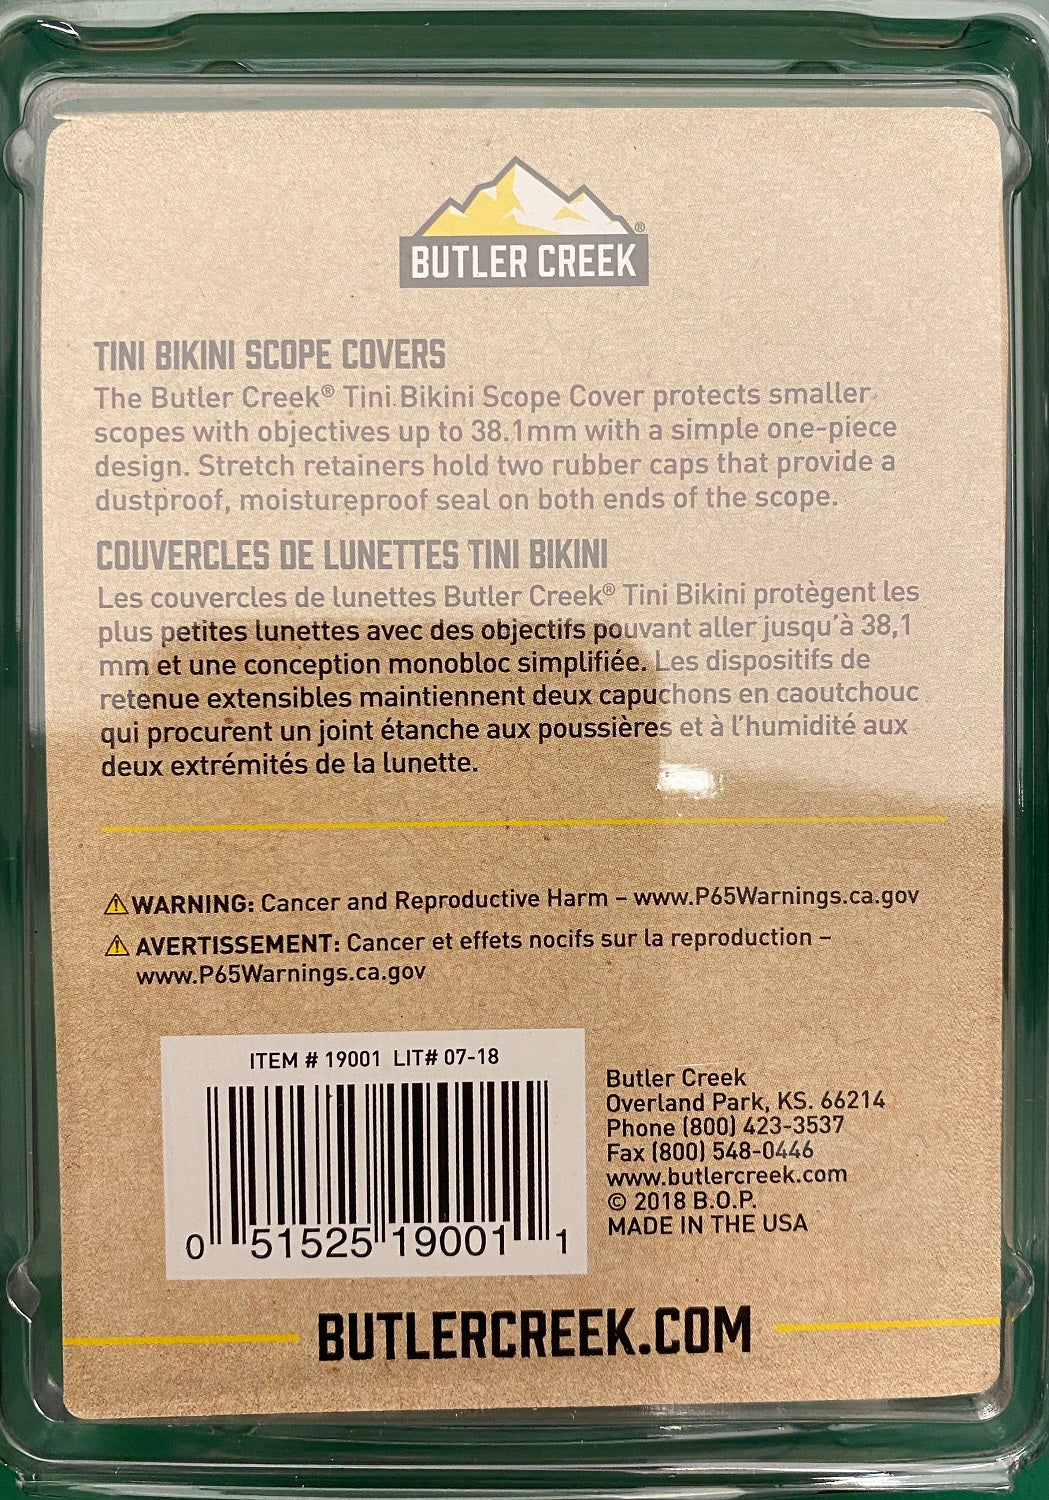 BUTLER CREEK®
TINI BIKINI SCOPE COVERS
The Butler Creek® Tini Bikini Scope Cover protects smaller
scopes with objectives up to 38.1mm with a simple one-piece
design. Stretch retainers hold two rubber caps that provide a
dustproof, moistureproof seal on both ends of the scope.
COUVERCLES DE LUNETTES TINI BIKINI
Les couvercles de lunettes Butler Creek® Tini Bikini protègent les
plus petites lunettes avec des objectifs pouvant aller jusqu'à 38,1
mm et une conception monobloc simplifiée. Les dispositifs de
retenue extensibles maintiennent deux capuchons en caoutchouc
qui procurent un joint étanche aux poussières et à l'humidité aux
deux extrémités de la lunette.
⚠WARNING: Cancer and Reproductive Harm – www.P65Warnings.ca.gov
⚠ AVERTISSEMENT: Cancer et effets nocifs sur la reproduction –
www.P65Warnings.ca.gov
ITEM # 19001 LIT# 07-18
0 51525 19001 1
Butler Creek
Overland Park, KS. 66214
Phone (800) 423-3537
Fax (800) 548-0446
www.butlercreek.com
© 2018 B.O.P.
MADE IN THE USA
BUTLERCREEK.COM